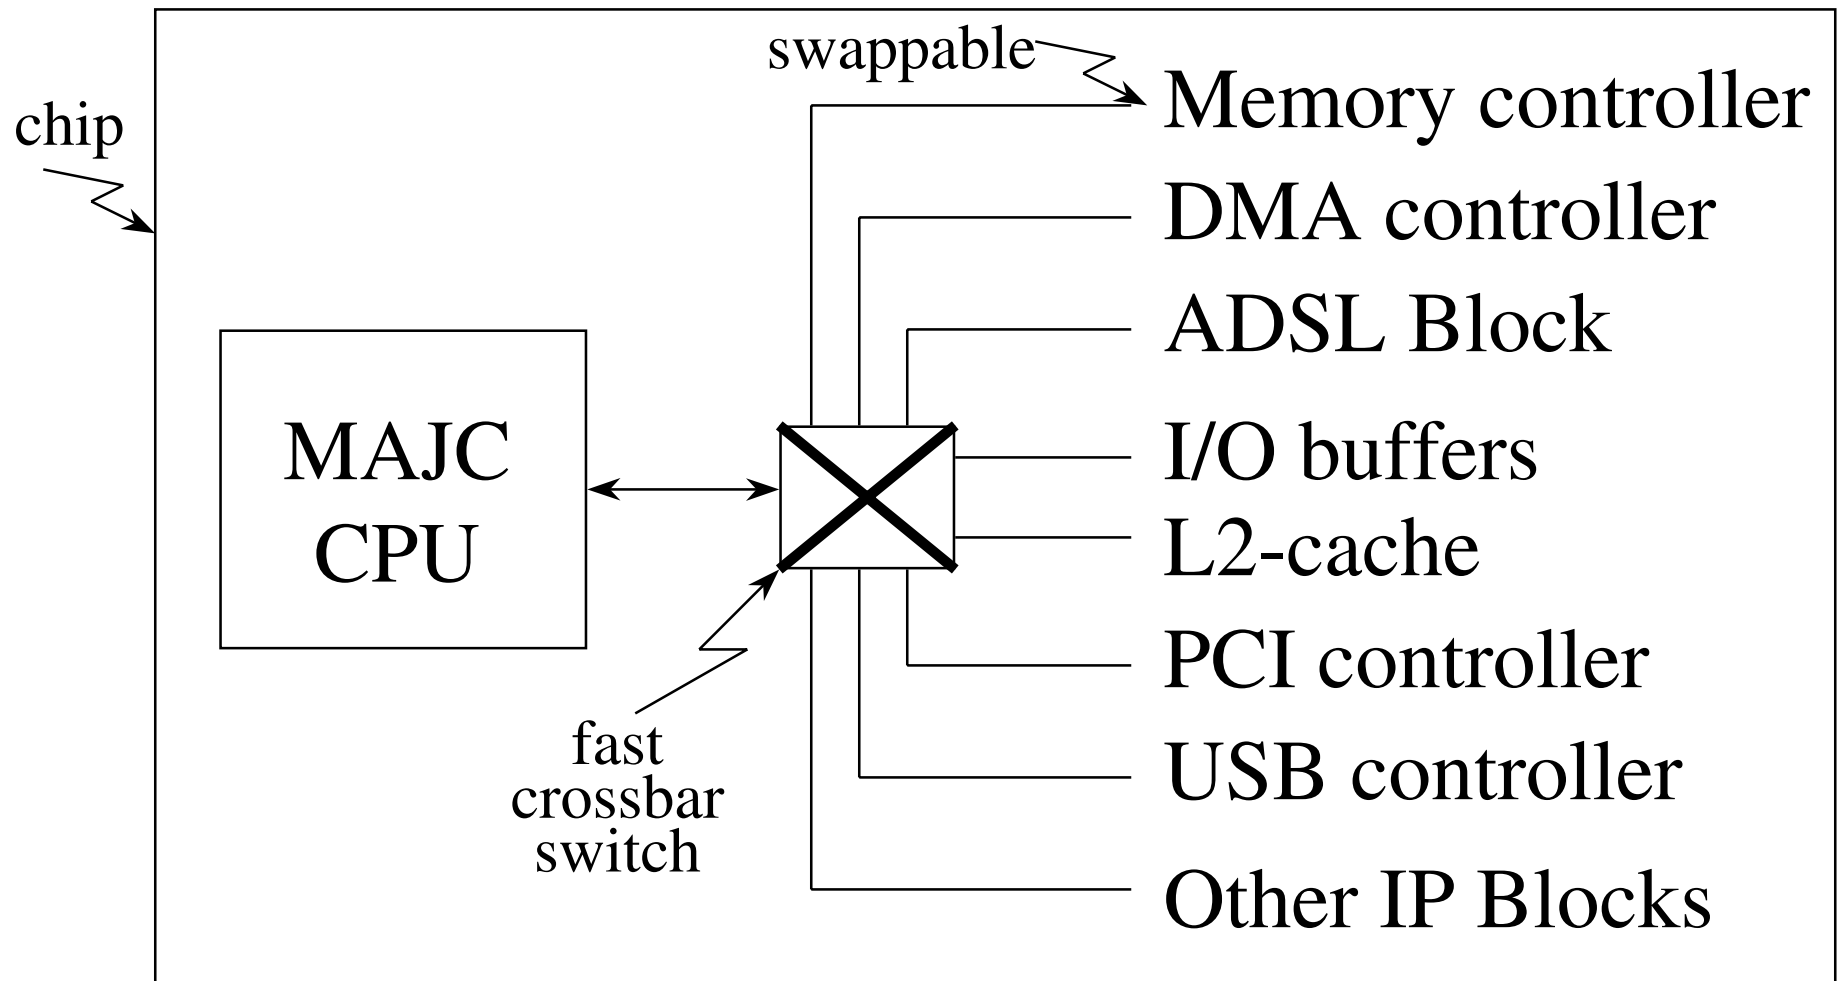 swappable
chip
Memory controller
DMA controller
ADSL Block
MAJC
CPU
I/O buffers
L2-cache
PCI controller
fast
crossbar
switch
USB controller
Other IP Blocks